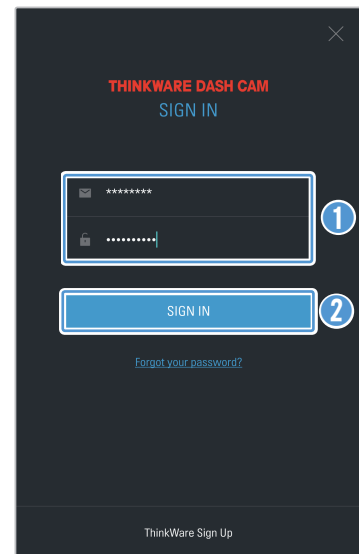 THINKWARE DASH CAM
SIGN IN
********
••••••••••
1
SIGN IN
2
Forgot your password?
ThinkWare Sign Up